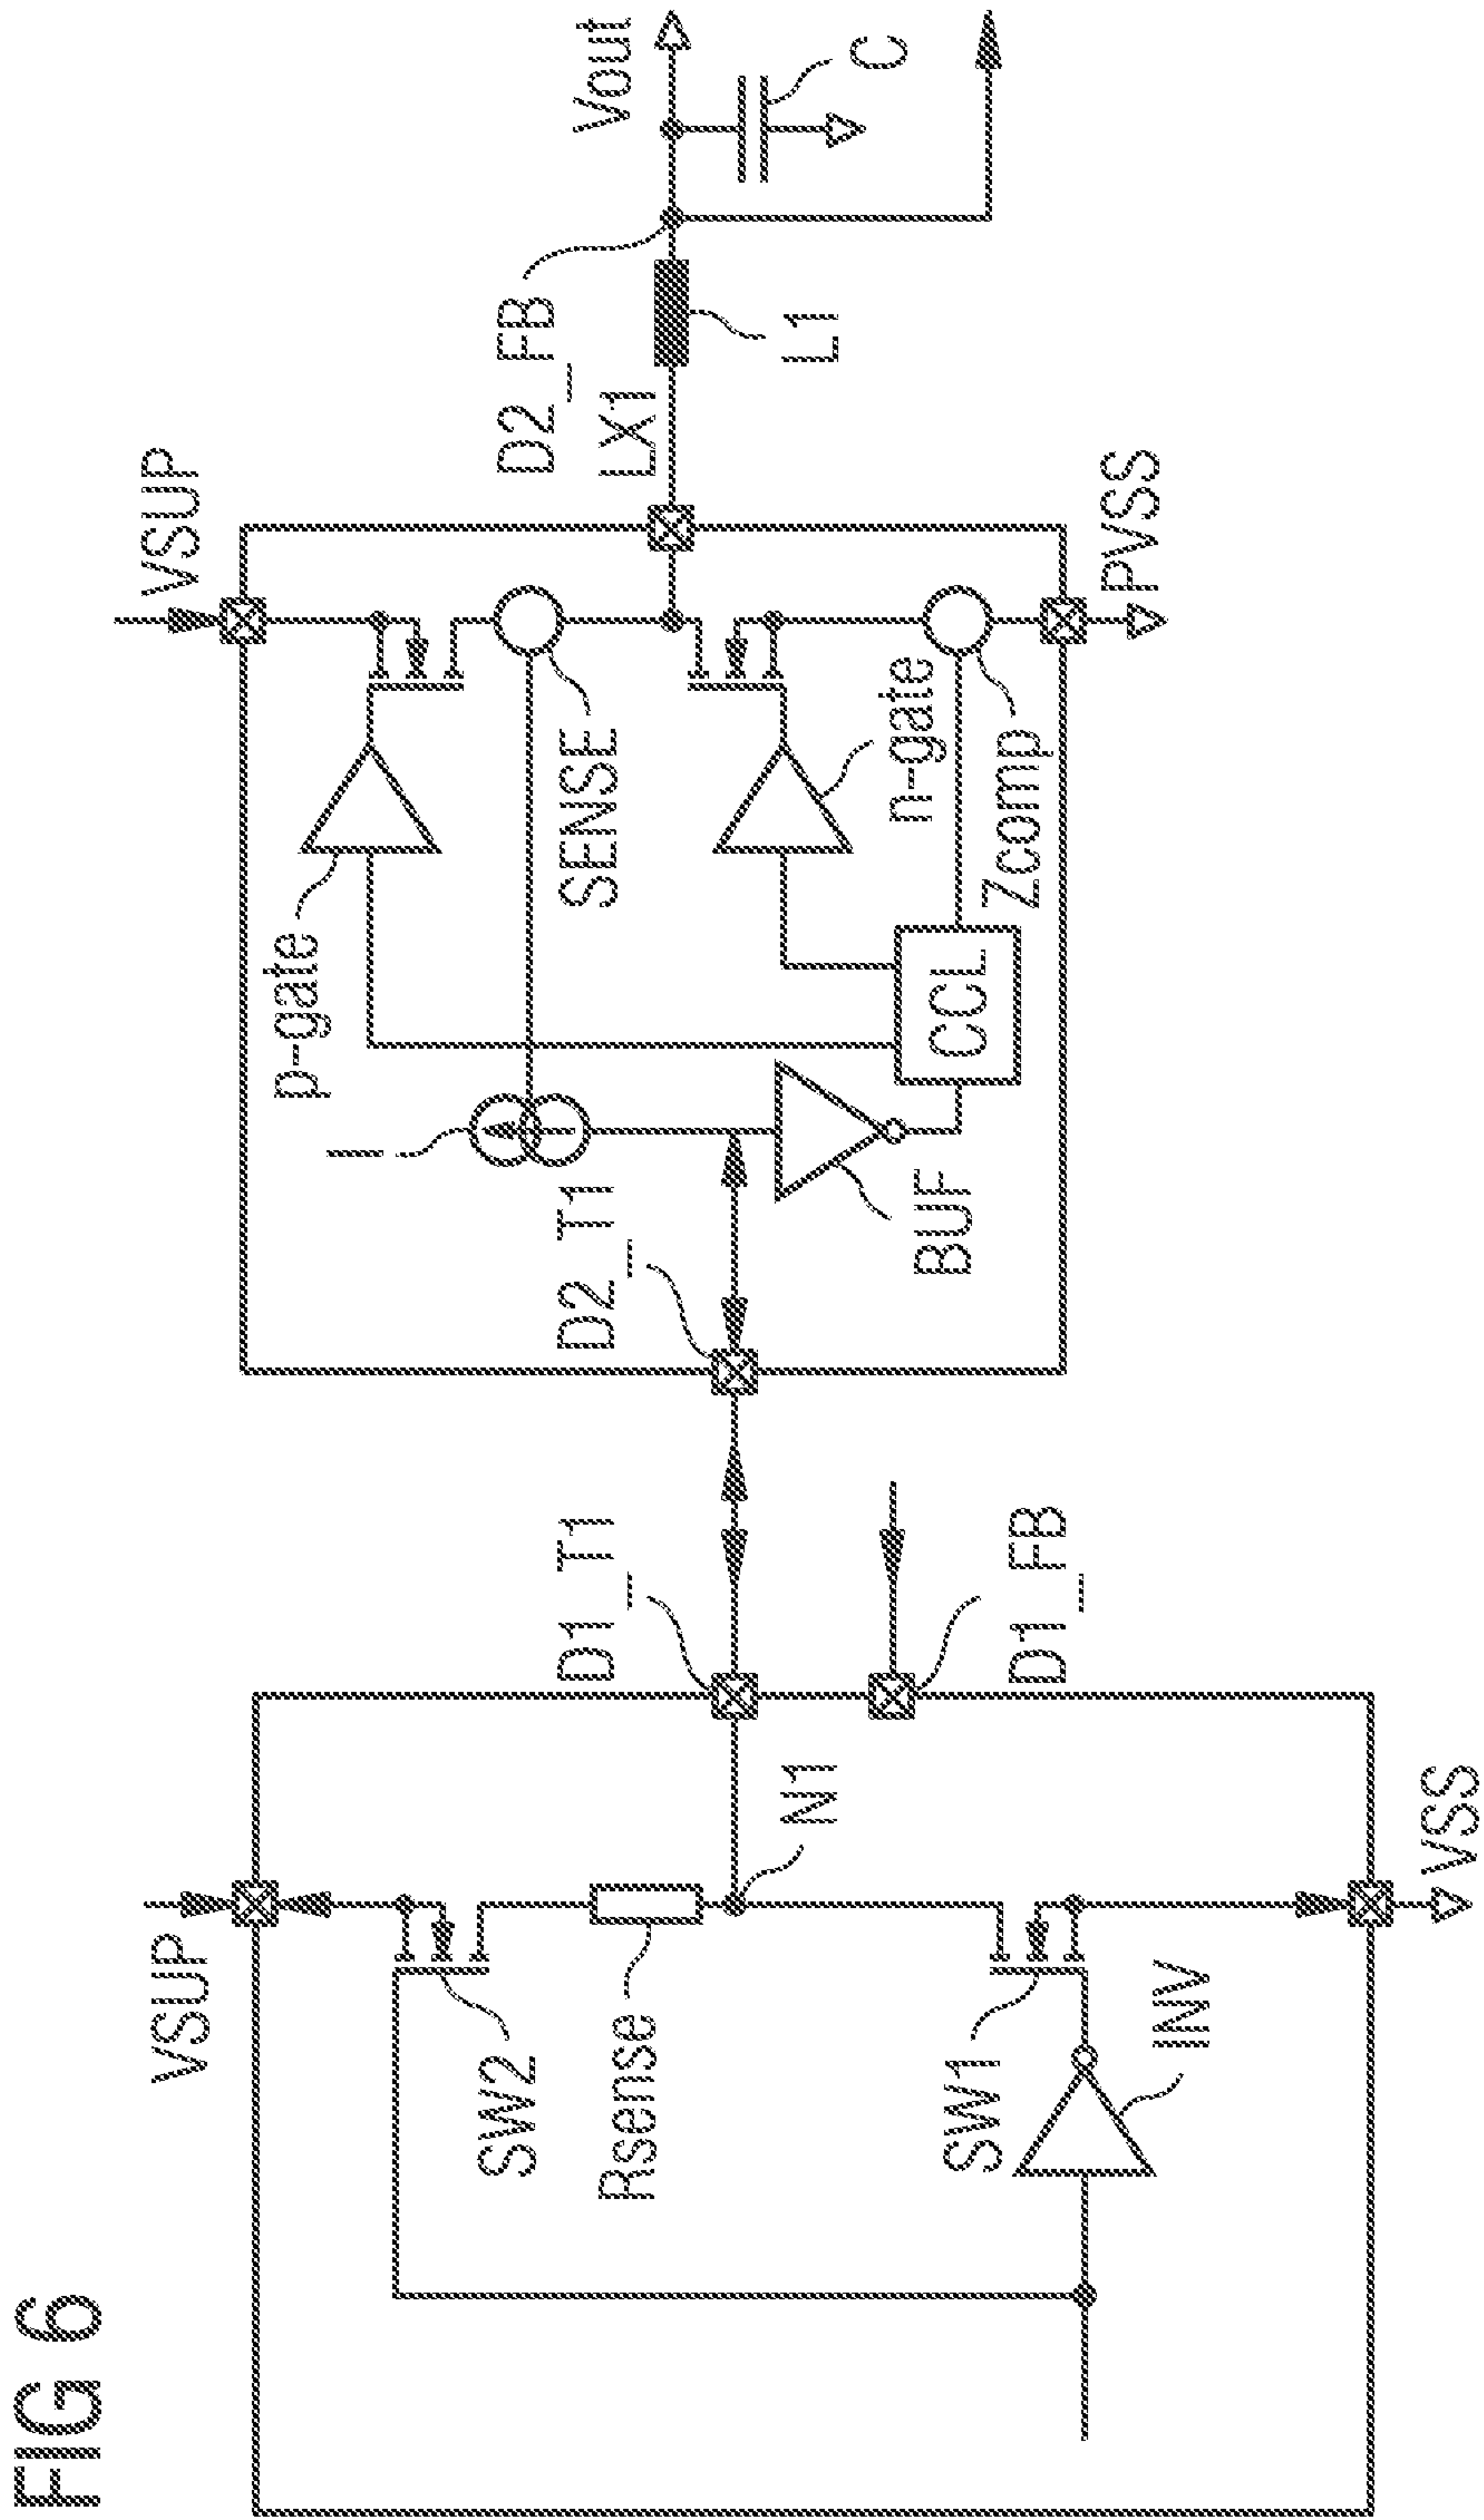 FIG 6
VSUP
SW2
Rsense
N1
SW1
INV
VSS
D1_T1
D1_FB
D2_T1
VSUP
p-gate
I
SENSE
n-gate
BUF
CCL
Zcomp
PVSS
LX1
D2_FB
L1
Vout
C